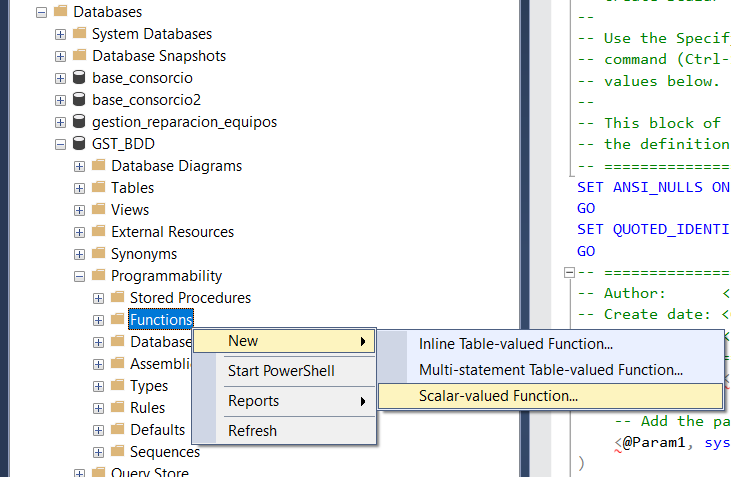 Databases
System Databases
Database Snapshots
base_consorcio
base_consorcio2
gestion_reparacion_equipos
GST_BDD
Database Diagrams
Tables
Views
External Resources
Synonyms
Programmability
Stored Procedures
Functions
Database
Assembli
Types
Rules
Defaults
Sequences
Query Store
New
Start PowerShell
Reports
Refresh
Inline Table-valued Function...
Multi-statement Table-valued Function...
Scalar-valued Function...
--
-- Use the Specify
-- command (Ctrl-
-- values below.
--
-- This block of
-- the definition
-- ===============
SET ANSI_NULLS ON
GO
SET QUOTED_IDENTI
GO
-- ===============
-- Author: <
-- Create date: <
-- Add the pa
<@Param1, sys
)